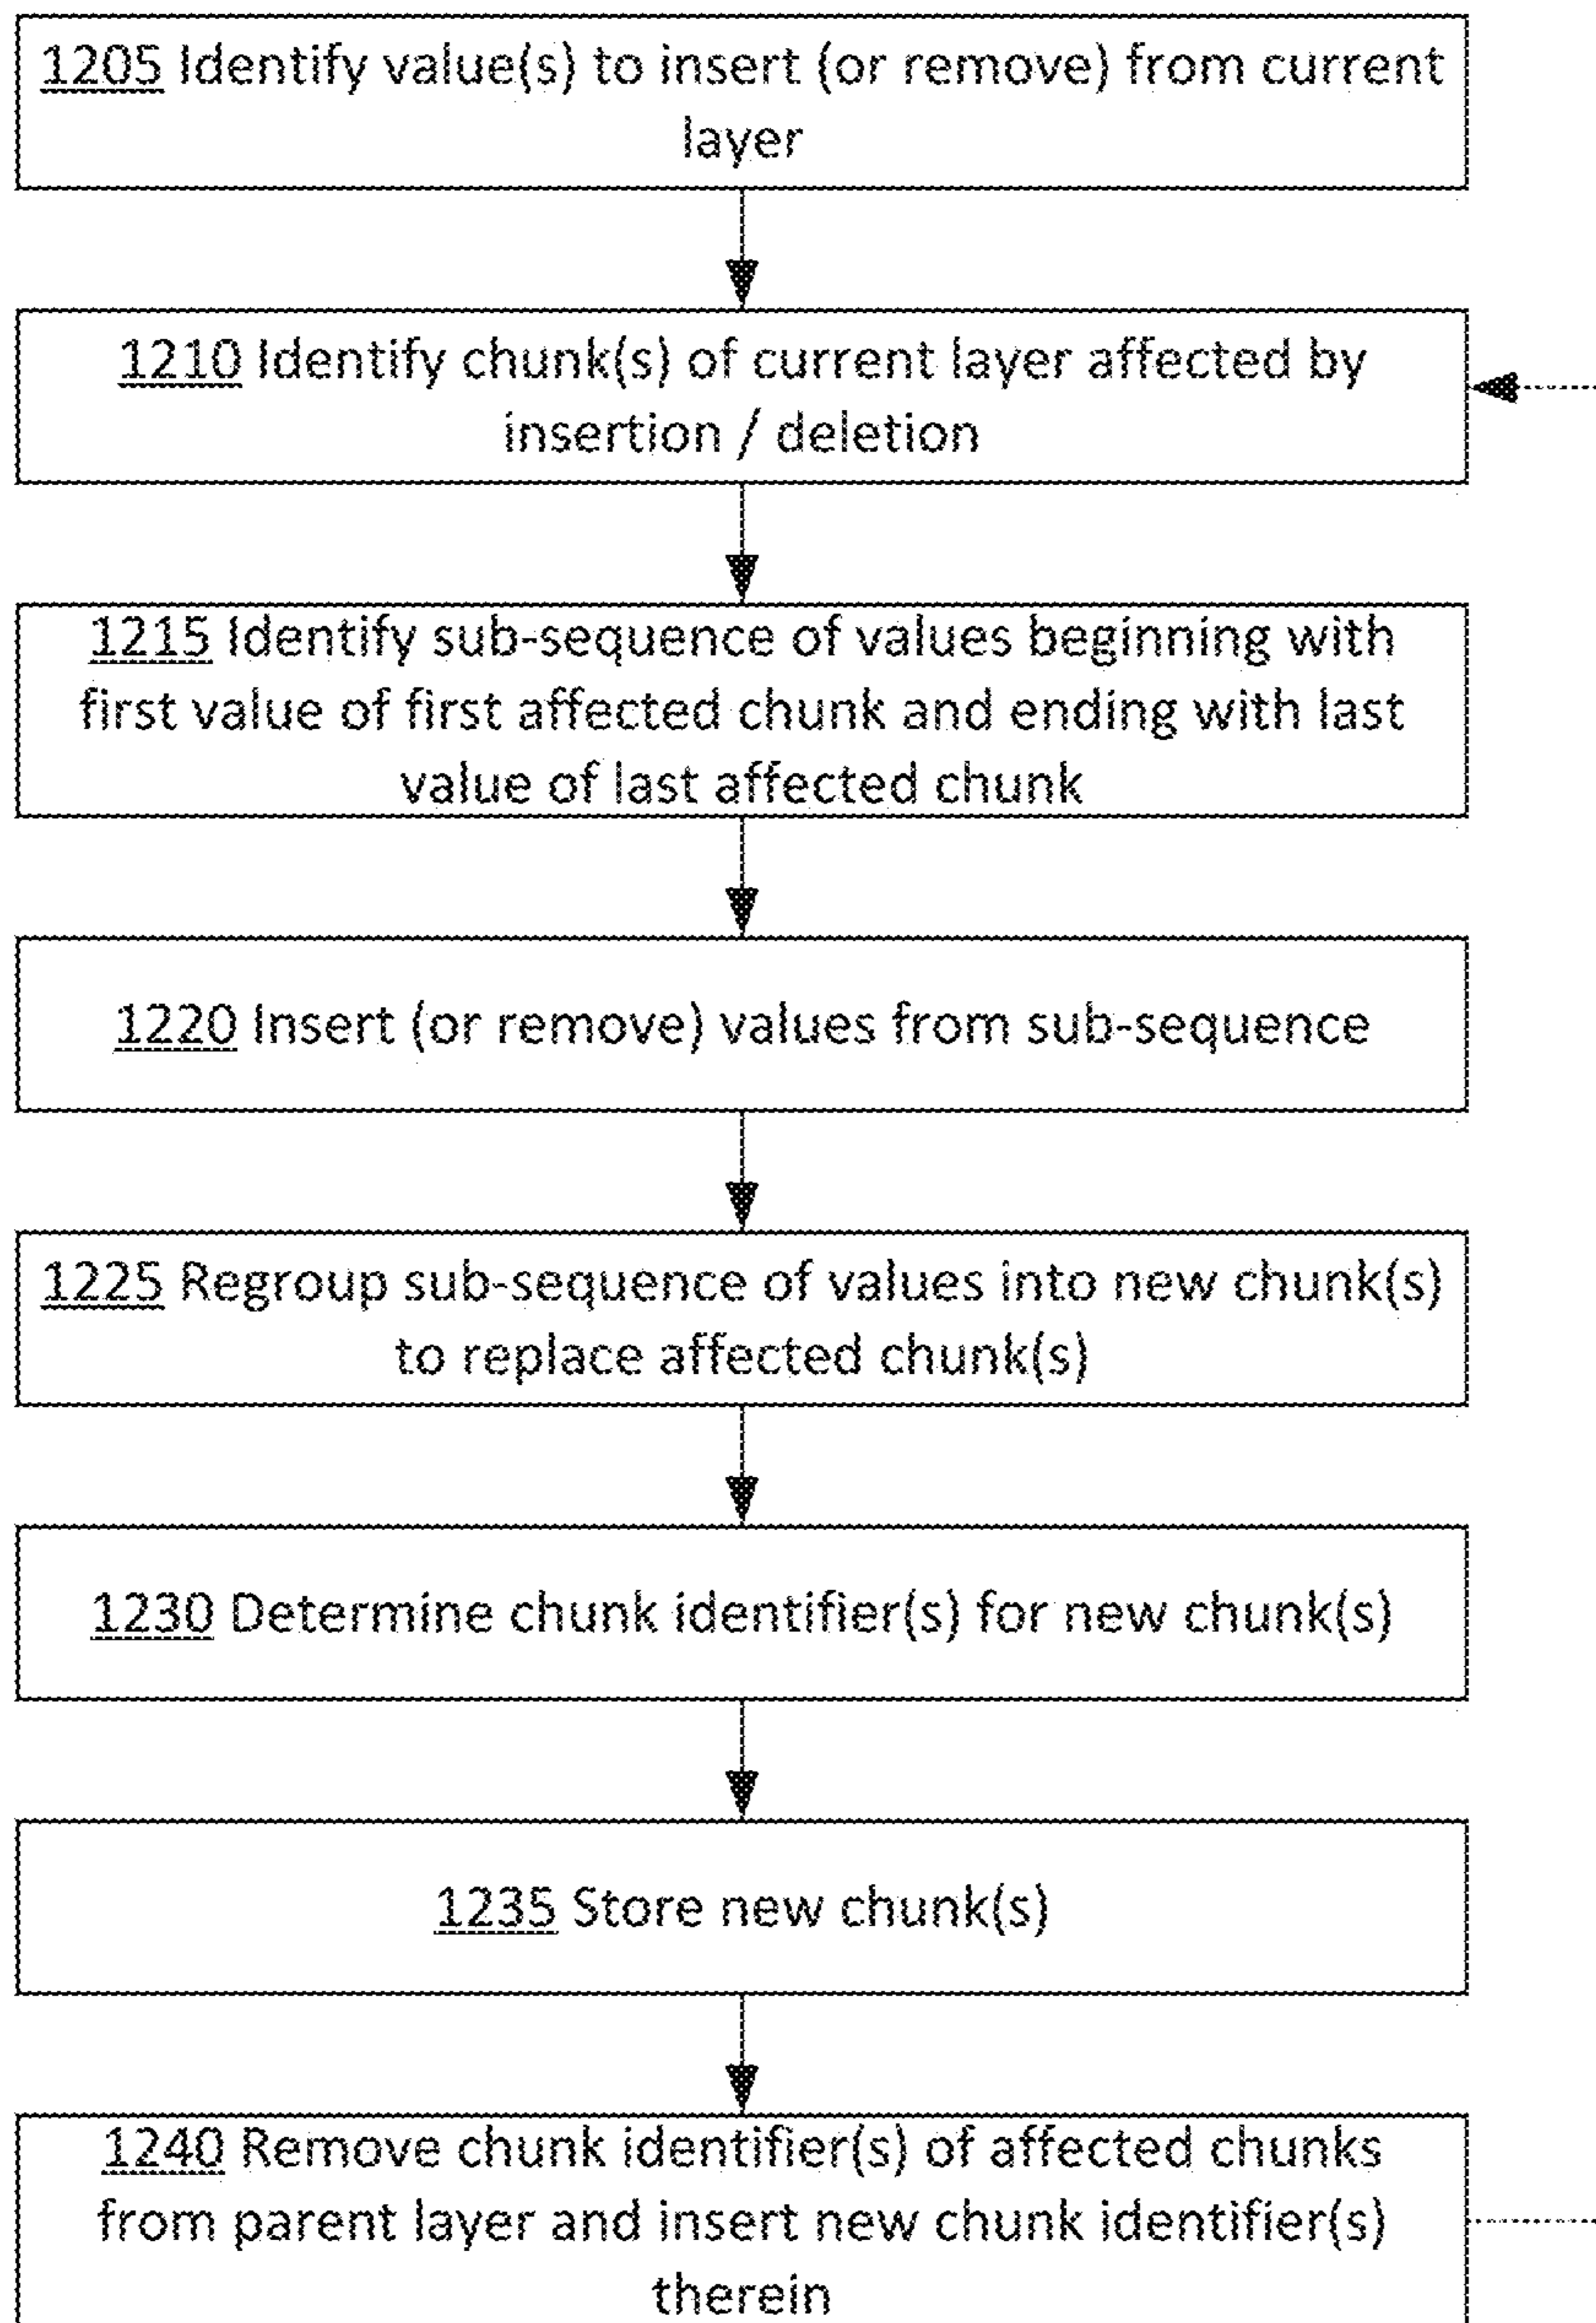 1205 Identify value(s) to insert (or remove) from current
layer
1210 Identify chunk(s) of current layer affected by
insertion / deletion
1215 Identify sub-sequence of values beginning with
first value of first affected chunk and ending with last
value of last affected chunk
1220 Insert (or remove) values from sub-sequence
1225 Regroup sub-sequence of values into new chunk(s)
to replace affected chunk(s)
1230 Determine chunk identifier(s) for new chunk(s)
1235 Store new chunk(s)
1240 Remove chunk identifier(s) of affected chunks
from parent layer and insert new chunk identifier(s)
therein